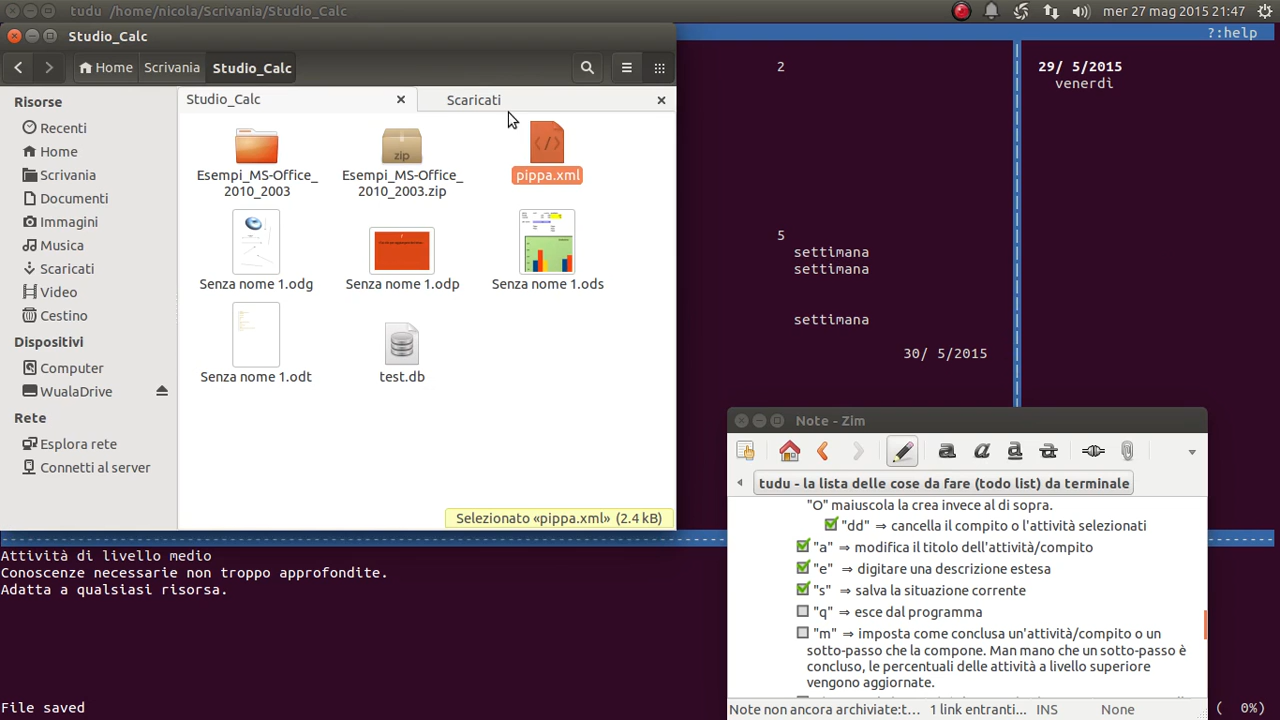 tudu /home/nicola/Scrivania/Studio_Calc
mer 27 mag 2015 21:47
Studio_Calc
Home
Scrivania
Studio_Calc
Risorse
Recenti
Home
Scrivania
Documenti
Immagini
Musica
Scaricati
Video
Cestino
Dispositivi
Computer
WualaDrive
Rete
Esplora rete
Connetti al server
Studio_Calc
Scaricati
Esempi_MS-Office_
2010_2003
zip
Esempi_MS-Office_
2010_2003.zip
pippa.xml
Senza nome 1.odg
Senza nome 1.odp
Senza nome 1.ods
Senza nome 1.odt
test.db
Selezionato «pippa.xml» (2.4 kB)
?:help
2
29/ 5/2015
venerdì
5
settimana
settimana
settimana
30/ 5/2015
Note - Zim
tudu - la lista delle cose da fare (todo list) da terminale
"O" maiuscola la crea invece al di sopra.
"dd" ⇒ cancella il compito o l'attività selezionati
"a" ⇒ modifica il titolo dell'attività/compito
"e" ⇒ digitare una descrizione estesa
"s" ⇒ salva la situazione corrente
"q" ⇒ esce dal programma
"m" ⇒ imposta come conclusa un'attività/compito o un
sotto-passo che la compone. Man mano che un sotto-passo è
concluso, le percentuali delle attività a livello superiore
vengono aggiornate.
Note non ancora archiviate:t... 1 link entranti... INS None
Attività di livello medio
Conoscenze necessarie non troppo approfondite.
Adatta a qualsiasi risorsa.
File saved
( 0%)